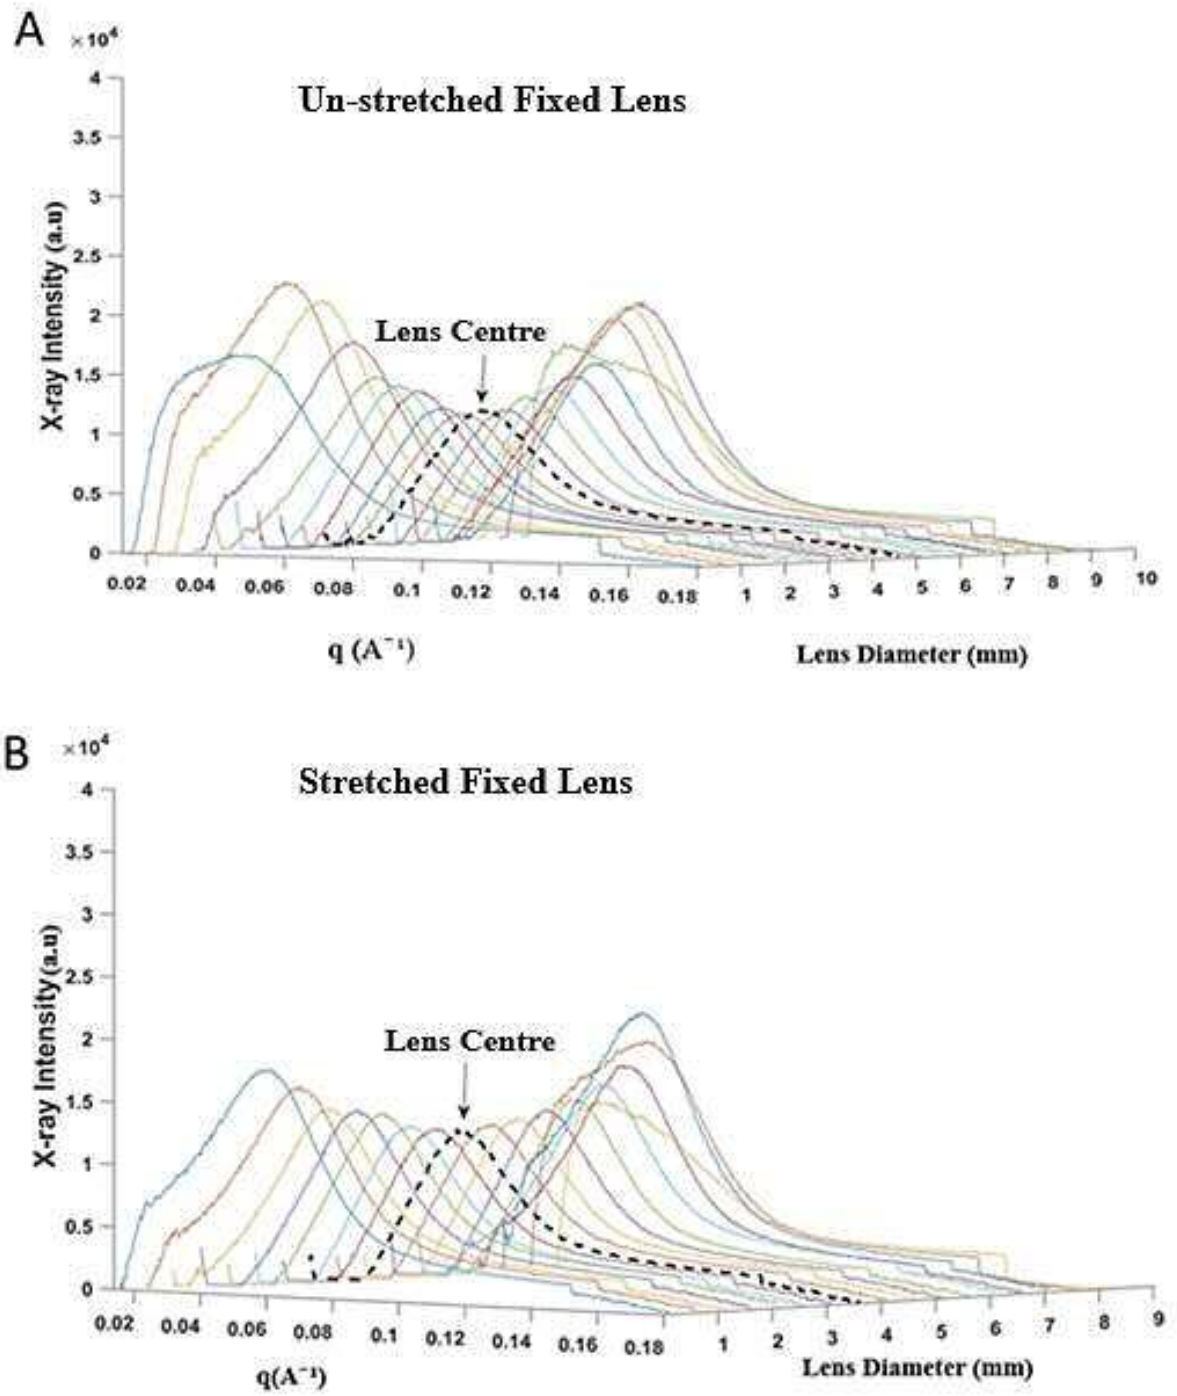 A
×10⁴
Un-stretched Fixed Lens
4
3.5
3
2.5
2
1.5
1
0.5
0
X-ray Intensity (a.u)
Lens Centre
0.02 0.04 0.06 0.08 0.1 0.12 0.14 0.16 0.18 1 2 3 4 5 6 7 8 9 10
q (A⁻¹)
Lens Diameter (mm)
B
×10⁴
Stretched Fixed Lens
4
3.5
3
2.5
2
1.5
1
0.5
0
X-ray Intensity (a.u)
Lens Centre
0.02 0.04 0.06 0.08 0.1 0.12 0.14 0.16 0.18 1 2 3 4 5 6 7 8 9
q(A⁻¹)
Lens Diameter (mm)